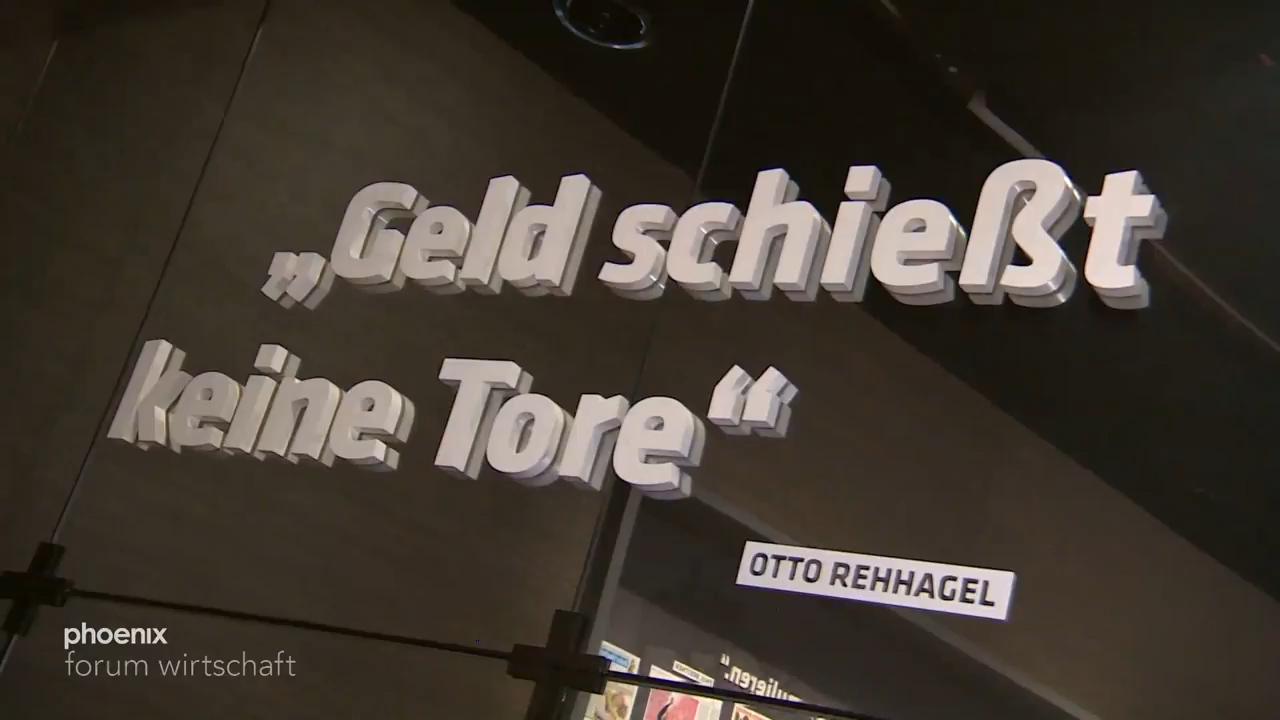 „Geld schießt
keine Tore“
OTTO REHHAGEL
phoenix
forum wirtschaft